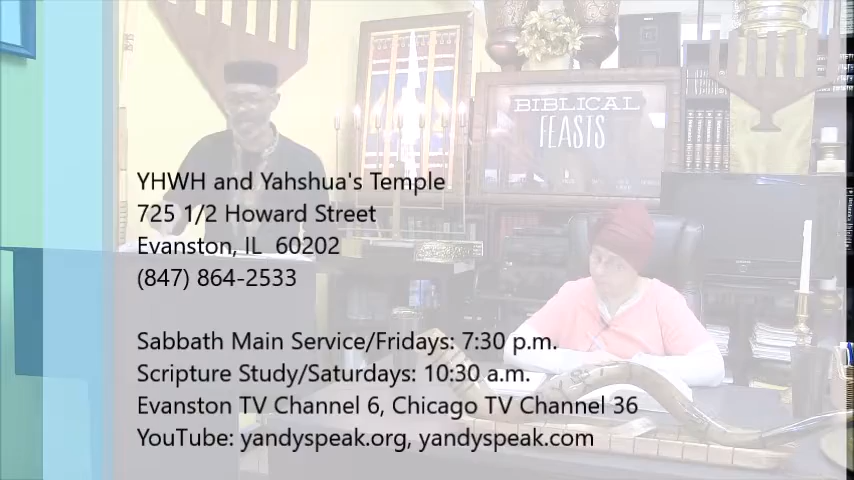 BIBLICAL
FEASTS
YHWH and Yahshua's Temple
725 1/2 Howard Street
Evanston, IL  60202
(847) 864-2533
Sabbath Main Service/Fridays: 7:30 p.m.
Scripture Study/Saturdays: 10:30 a.m.
Evanston TV Channel 6, Chicago TV Channel 36
YouTube: yandyspeak.org, yandyspeak.com